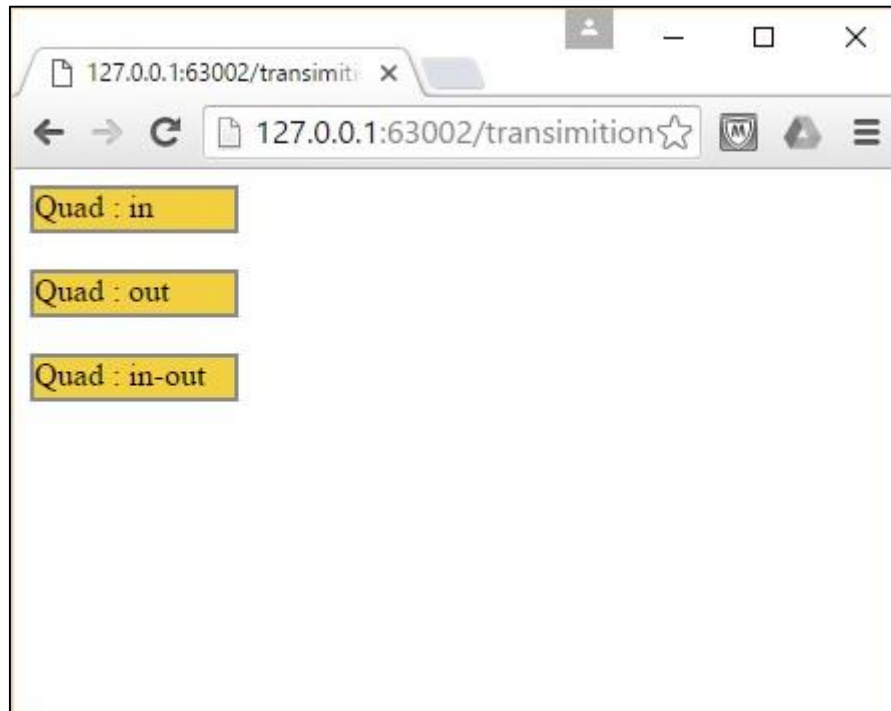 127.0.0.1:63002/transimiti
127.0.0.1:63002/transimition
Quad : in
Quad : out
Quad : in-out